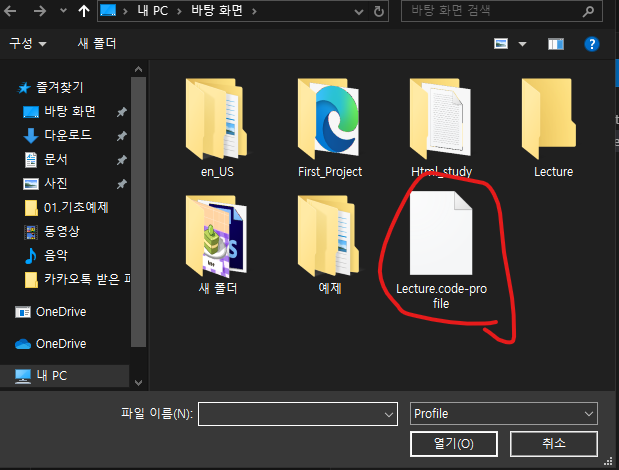 내 PC > 바탕 화면 >
바탕 화면 검색
구성
새 폴더
즐겨찾기
바탕 화면
다운로드
문서
사진
01.기초예제
동영상
음악
카카오톡 받은 파
OneDrive
OneDrive
내 PC
en_US
First_Project
Html_study
Lecture
새 폴더
예제
Lecture.code-pro
file
파일 이름(N):
Profile
열기(O)
취소